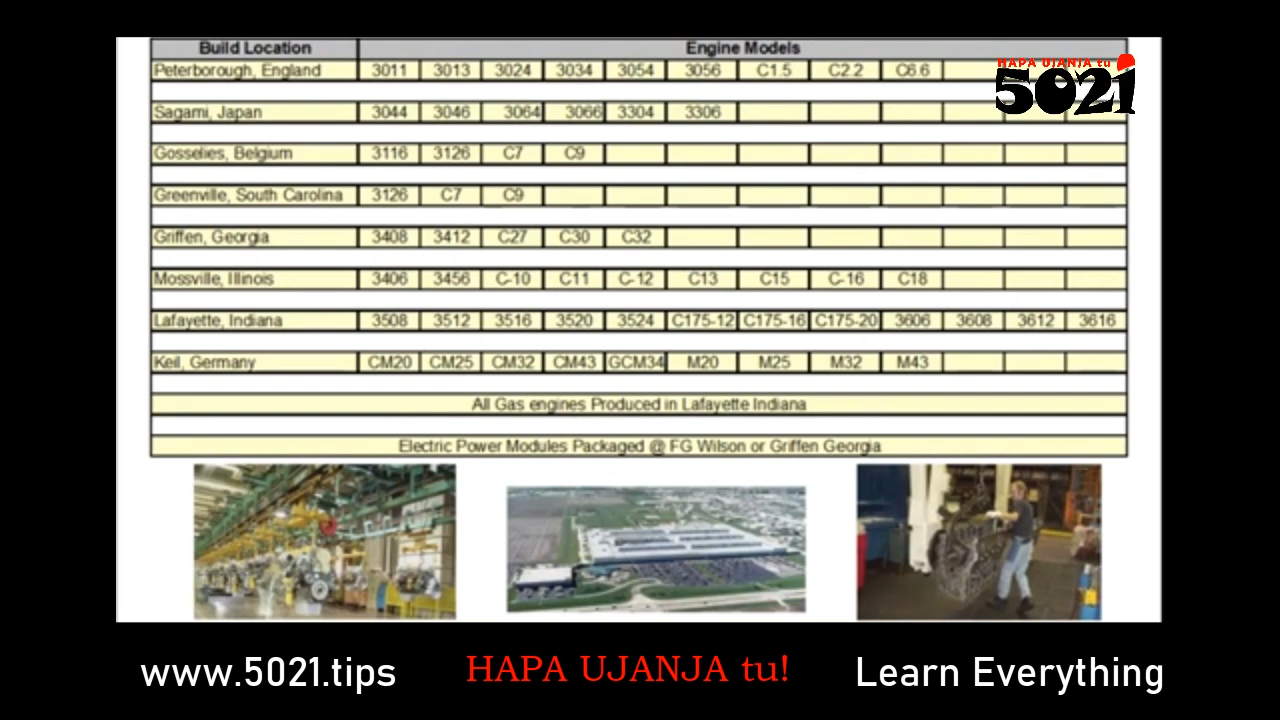 Build Location Engine Models
Peterborough, England 3011 3013 3024 3034 3054 3056 C1.5 C2.2 C6.6
HAPA UJANJA tu
5021
Sagami, Japan 3044 3046 3064 3066 3304 3306
Gosselies, Belgium 3116 3126 C7 C9
Greenville, South Carolina 3126 C7 C9
Griffen, Georgia 3408 3412 C27 C30 C32
Mossville, Illinois 3406 3456 C-10 C11 C-12 C13 C15 C-16 C18
Lafayette, Indiana 3508 3512 3516 3520 3524 C175-12 C175-16 C175-20 3606 3608 3612 3616
Keil, Germany CM20 CM25 CM32 CM43 GCM34 M20 M25 M32 M43
All Gas engines Produced in Lafayette Indiana
Electric Power Modules Packaged @ FG Wilson or Griffen Georgia
www.5021.tips HAPA UJANJA tu! Learn Everything